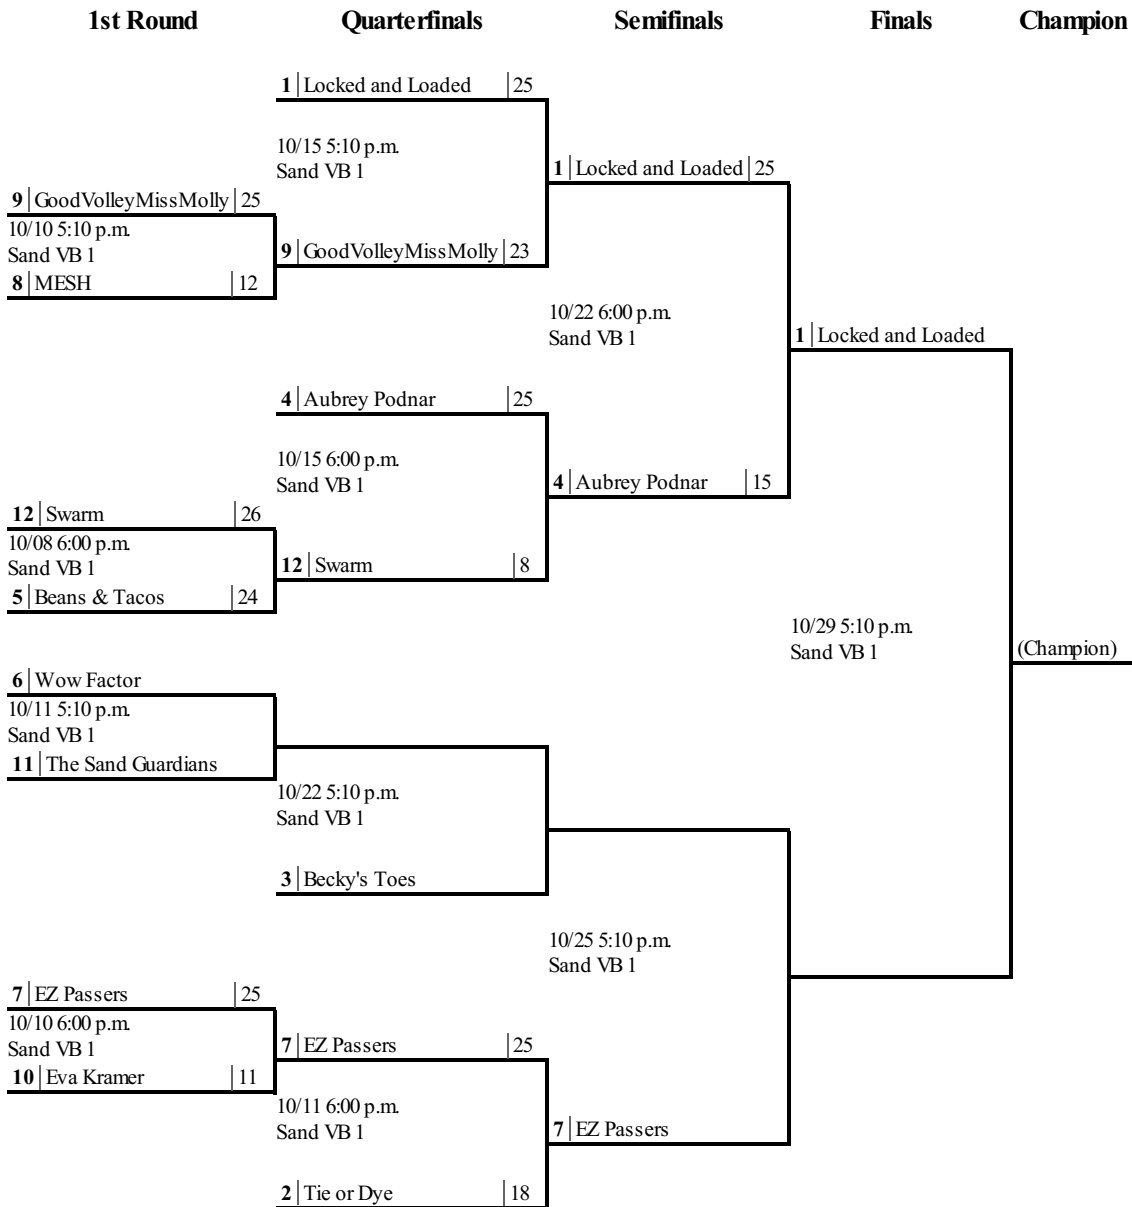 1st Round Quarterfinals Semifinals Finals Champion
1 Locked and Loaded 25
10/15 5:10 p.m.
Sand VB 1
1 Locked and Loaded 25
9 GoodVolleyMissMolly 25
10/10 5:10 p.m.
Sand VB 1
9 GoodVolleyMissMolly 23
8 MESH 12
10/22 6:00 p.m.
Sand VB 1
1 Locked and Loaded
4 Aubrey Podnar 25
10/15 6:00 p.m.
Sand VB 1
4 Aubrey Podnar 15
12 Swarm 26
10/08 6:00 p.m.
Sand VB 1
12 Swarm 8
5 Beans & Tacos 24
10/29 5:10 p.m.
Sand VB 1
(Champion)
6 Wow Factor
10/11 5:10 p.m.
Sand VB 1
11 The Sand Guardians
10/22 5:10 p.m.
Sand VB 1
3 Becky's Toes
10/25 5:10 p.m.
Sand VB 1
7 EZ Passers 25
10/10 6:00 p.m.
Sand VB 1
7 EZ Passers 25
10 Eva Kramer 11
10/11 6:00 p.m.
Sand VB 1
7 EZ Passers
2 Tie or Dye 18